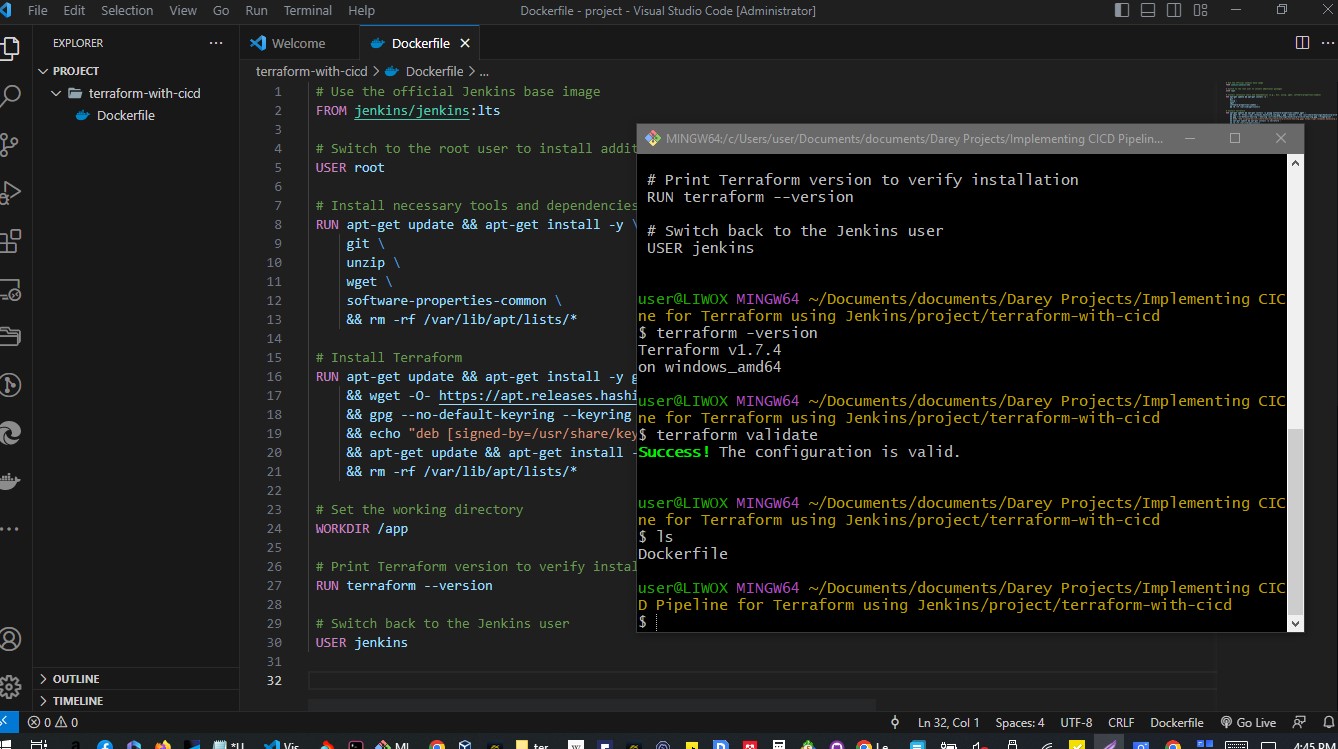 File Edit Selection View Go Run Terminal Help Dockerfile - project - Visual Studio Code [Administrator]
EXPLORER
PROJECT
terraform-with-cicd
Dockerfile
OUTLINE
TIMELINE
Welcome Dockerfile
terraform-with-cicd > Dockerfile > ...
1 # Use the official Jenkins base image
2 FROM jenkins/jenkins:lts
3
4 # Switch to the root user to install addit
5 USER root
6
7 # Install necessary tools and dependencies
8 RUN apt-get update && apt-get install -y \
9 git \
10 unzip \
11 wget \
12 software-properties-common \
13 && rm -rf /var/lib/apt/lists/*
14
15 # Install Terraform
16 RUN apt-get update && apt-get install -y g
17 && wget -O- https://apt.releases.hashi
18 && gpg --no-default-keyring --keyring
19 && echo "deb [signed-by=/usr/share/key
20 && apt-get update && apt-get install -
21 && rm -rf /var/lib/apt/lists/*
22
23 # Set the working directory
24 WORKDIR /app
25
26 # Print Terraform version to verify instal
27 RUN terraform --version
28
29 # Switch back to the Jenkins user
30 USER jenkins
31
32
MINGW64:/c/Users/user/Documents/documents/Darey Projects/Implementing CICD Pipelin...
# Print Terraform version to verify installation
RUN terraform --version
# Switch back to the Jenkins user
USER jenkins
user@LIWOX MINGW64 ~/Documents/documents/Darey Projects/Implementing CIC
ne for Terraform using Jenkins/project/terraform-with-cicd
$ terraform -version
Terraform v1.7.4
on windows_amd64
user@LIWOX MINGW64 ~/Documents/documents/Darey Projects/Implementing CIC
ne for Terraform using Jenkins/project/terraform-with-cicd
$ terraform validate
Success! The configuration is valid.
user@LIWOX MINGW64 ~/Documents/documents/Darey Projects/Implementing CIC
ne for Terraform using Jenkins/project/terraform-with-cicd
$ ls
Dockerfile
user@LIWOX MINGW64 ~/Documents/documents/Darey Projects/Implementing CIC
D Pipeline for Terraform using Jenkins/project/terraform-with-cicd
$
0 0 Ln 32, Col 1 Spaces: 4 UTF-8 CRLF Dockerfile Go Live
*U Vis MI Le ter 4:45 PM